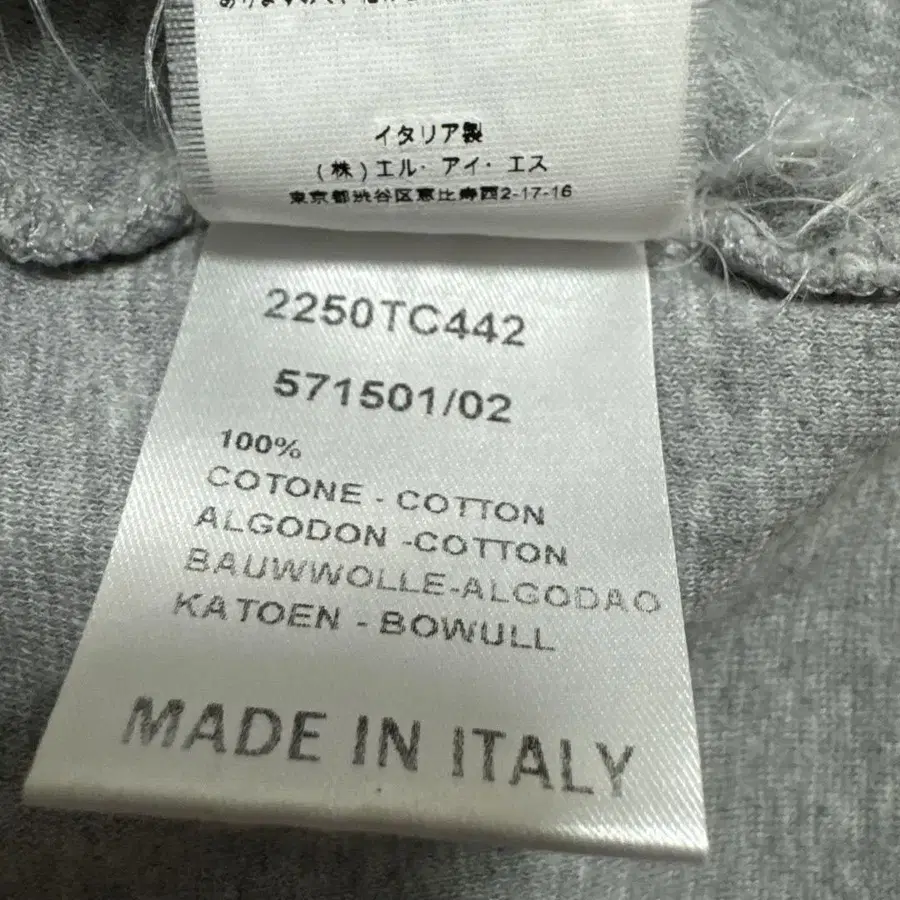 イタリア製
(株)エル・アイ・エス
東京都渋谷区恵比寿西2-17-16
2250TC442
571501/02
100%
COTONE - COTTON
ALGODON -COTTON
BAUWWOLLE-ALGODAO
KATOEN - BOWULL
MADE IN ITALY